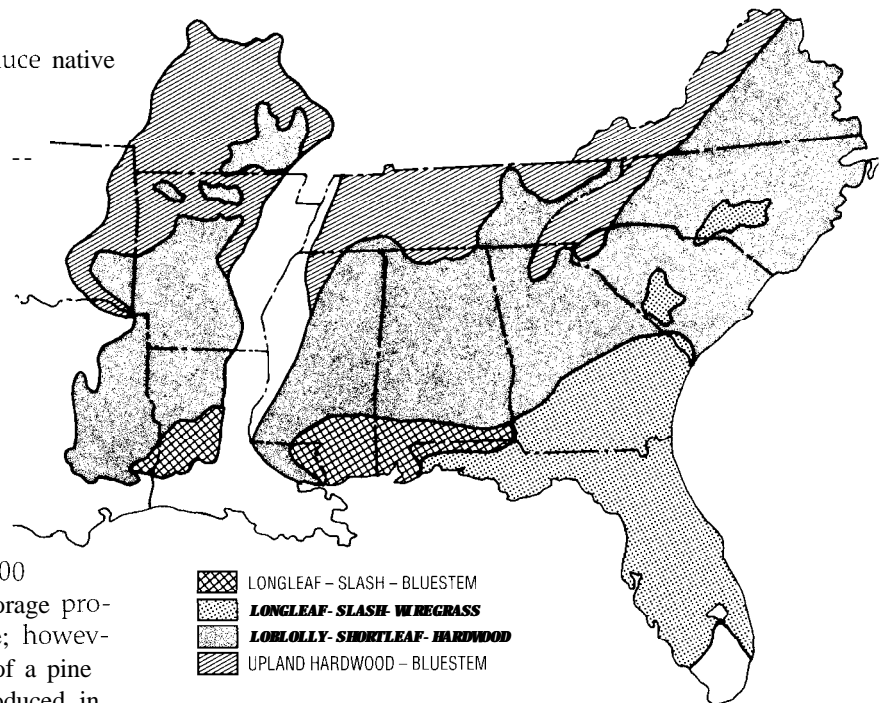 uce native
00
orage pro-
e; howev-
of a pine
oduced in
LONGLEAF – SLASH – BLUESTEM
LONGLEAF- SLASH- WIREGRASS
LOBLOLLY- SHORTLEAF- HARDWOOD
UPLAND HARDWOOD – BLUESTEM